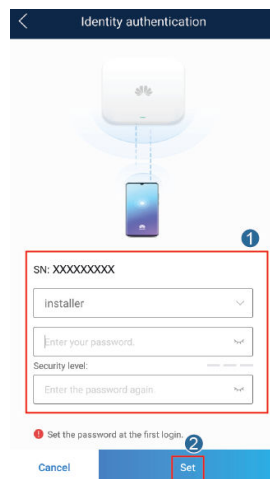 Identity authentication
1
SN: XXXXXXXXX
installer
Enter your password.
Security level:
Enter the password again
Set the password at the first login.
2
Cancel
Set